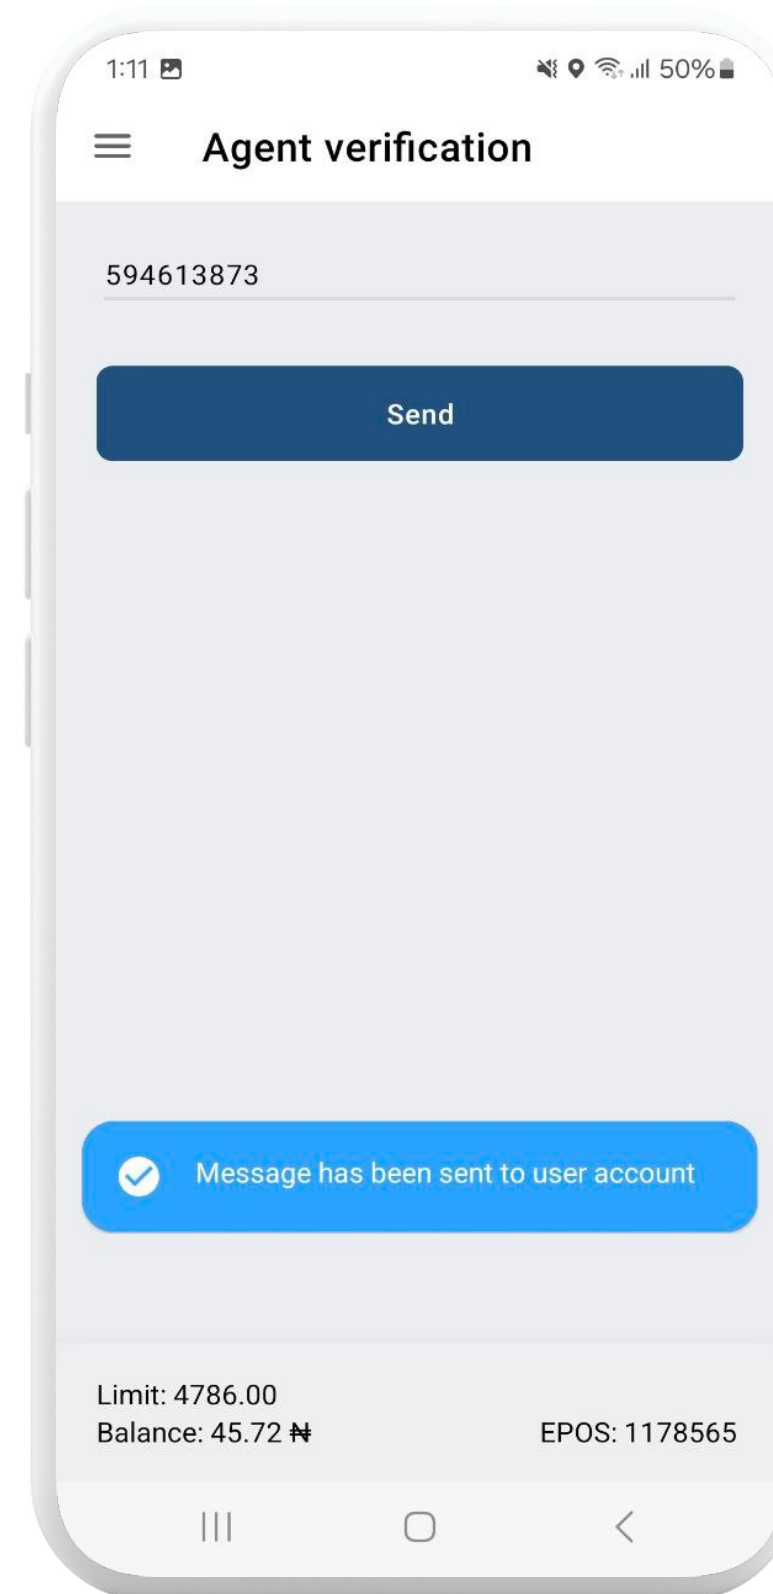 1:11 50%
Agent verification
594613873
Send
Message has been sent to user account
Limit: 4786.00
Balance: 45.72 ₦ EPOS: 1178565